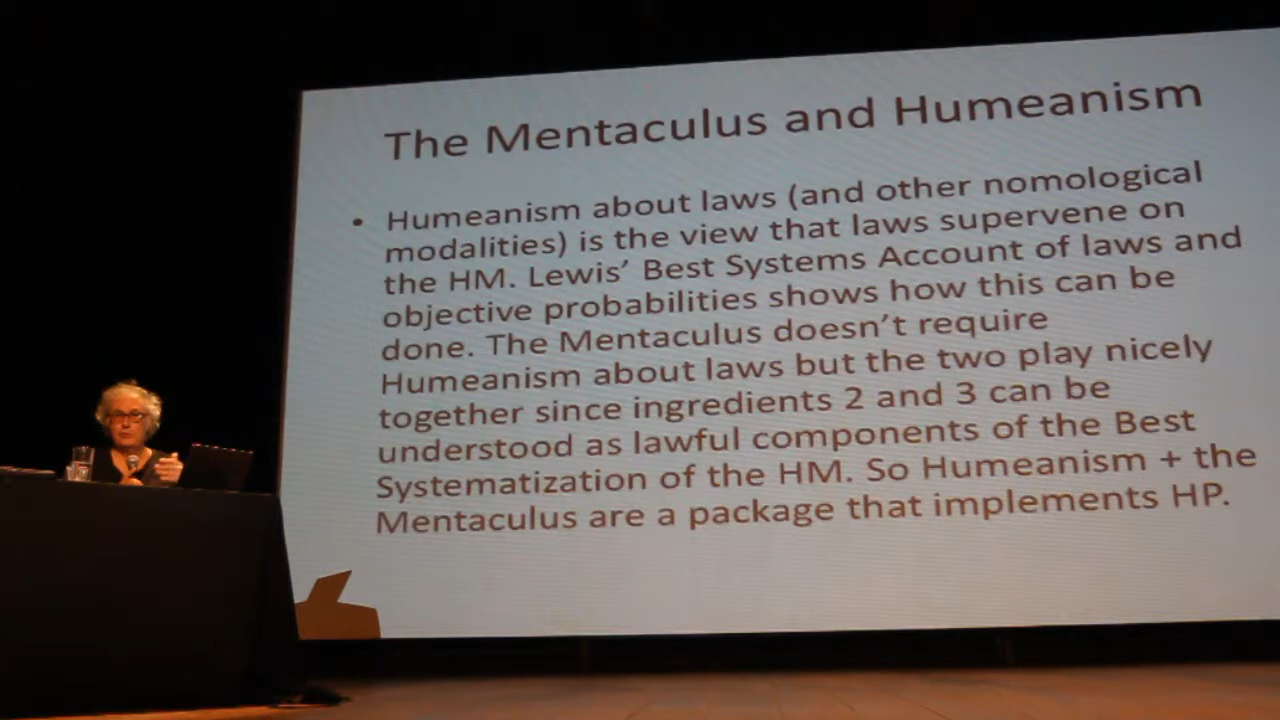 The Mentaculus and Humeanism
• Humeanism about laws (and other nomological
modalities) is the view that laws supervene on
the HM. Lewis’ Best Systems Account of laws and
objective probabilities shows how this can be
done. The Mentaculus doesn’t require
Humeanism about laws but the two play nicely
together since ingredients 2 and 3 can be
understood as lawful components of the Best
Systematization of the HM. So Humeanism + the
Mentaculus are a package that implements HP.